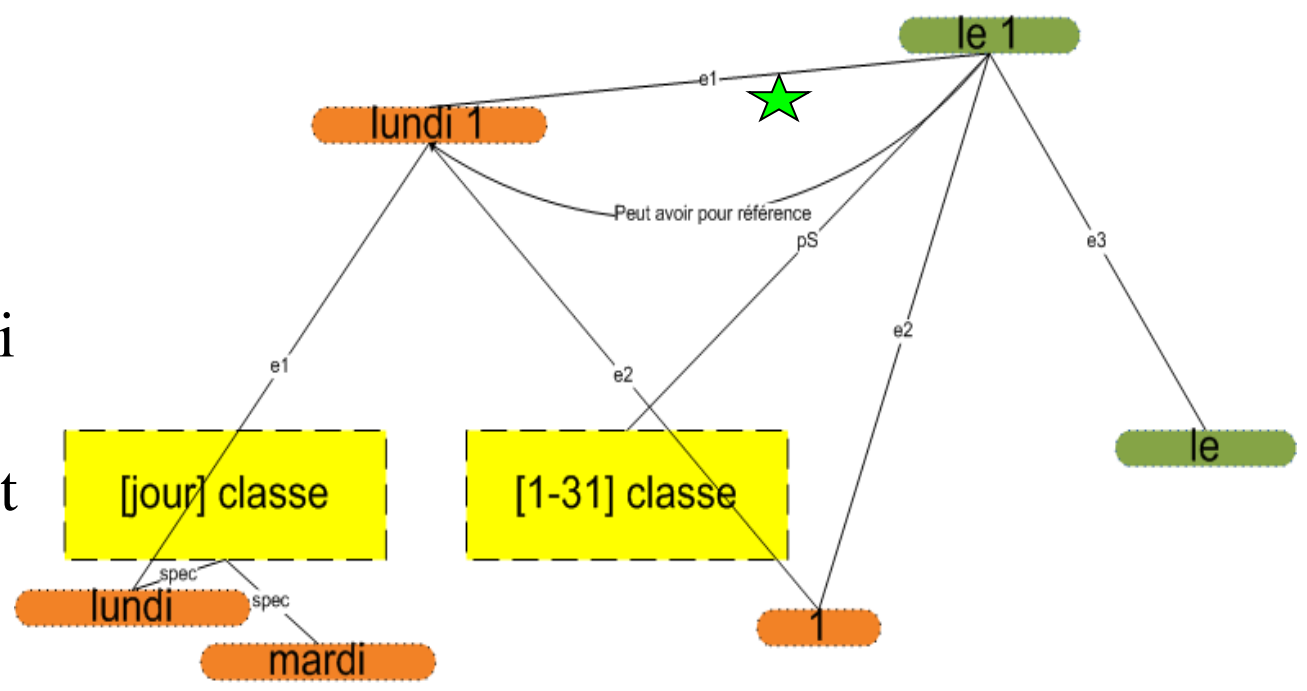 le 1
e1
lundi 1
Peut avoir pour référence
pS
e3
e2
i
e1
e2
le
[jour] classe
[1-31] classe
t
spec
lundi
spec
1
mardi